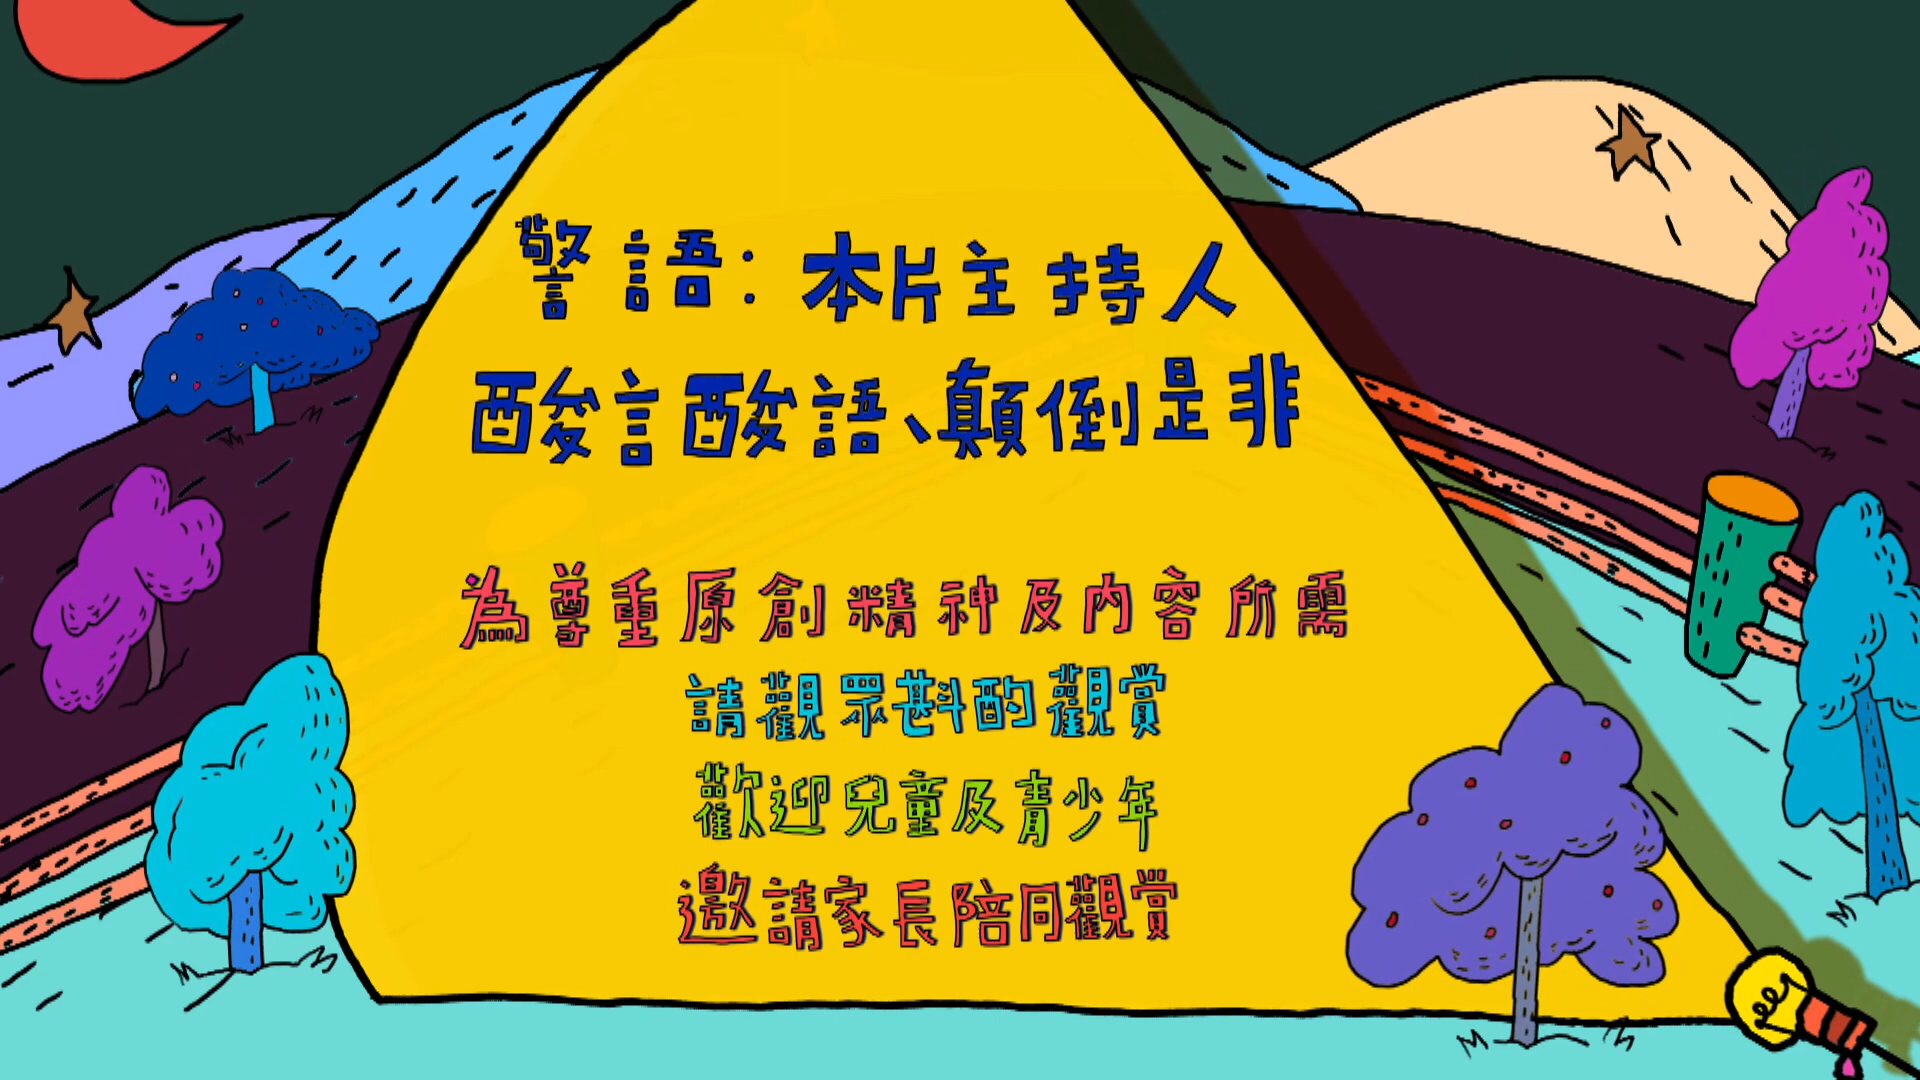 警語：本片主持人
酸言酸語、顛倒是非
為尊重原創精神及內容所需
請觀眾斟酌觀賞
歡迎兒童及青少年
邀請家長陪同觀賞